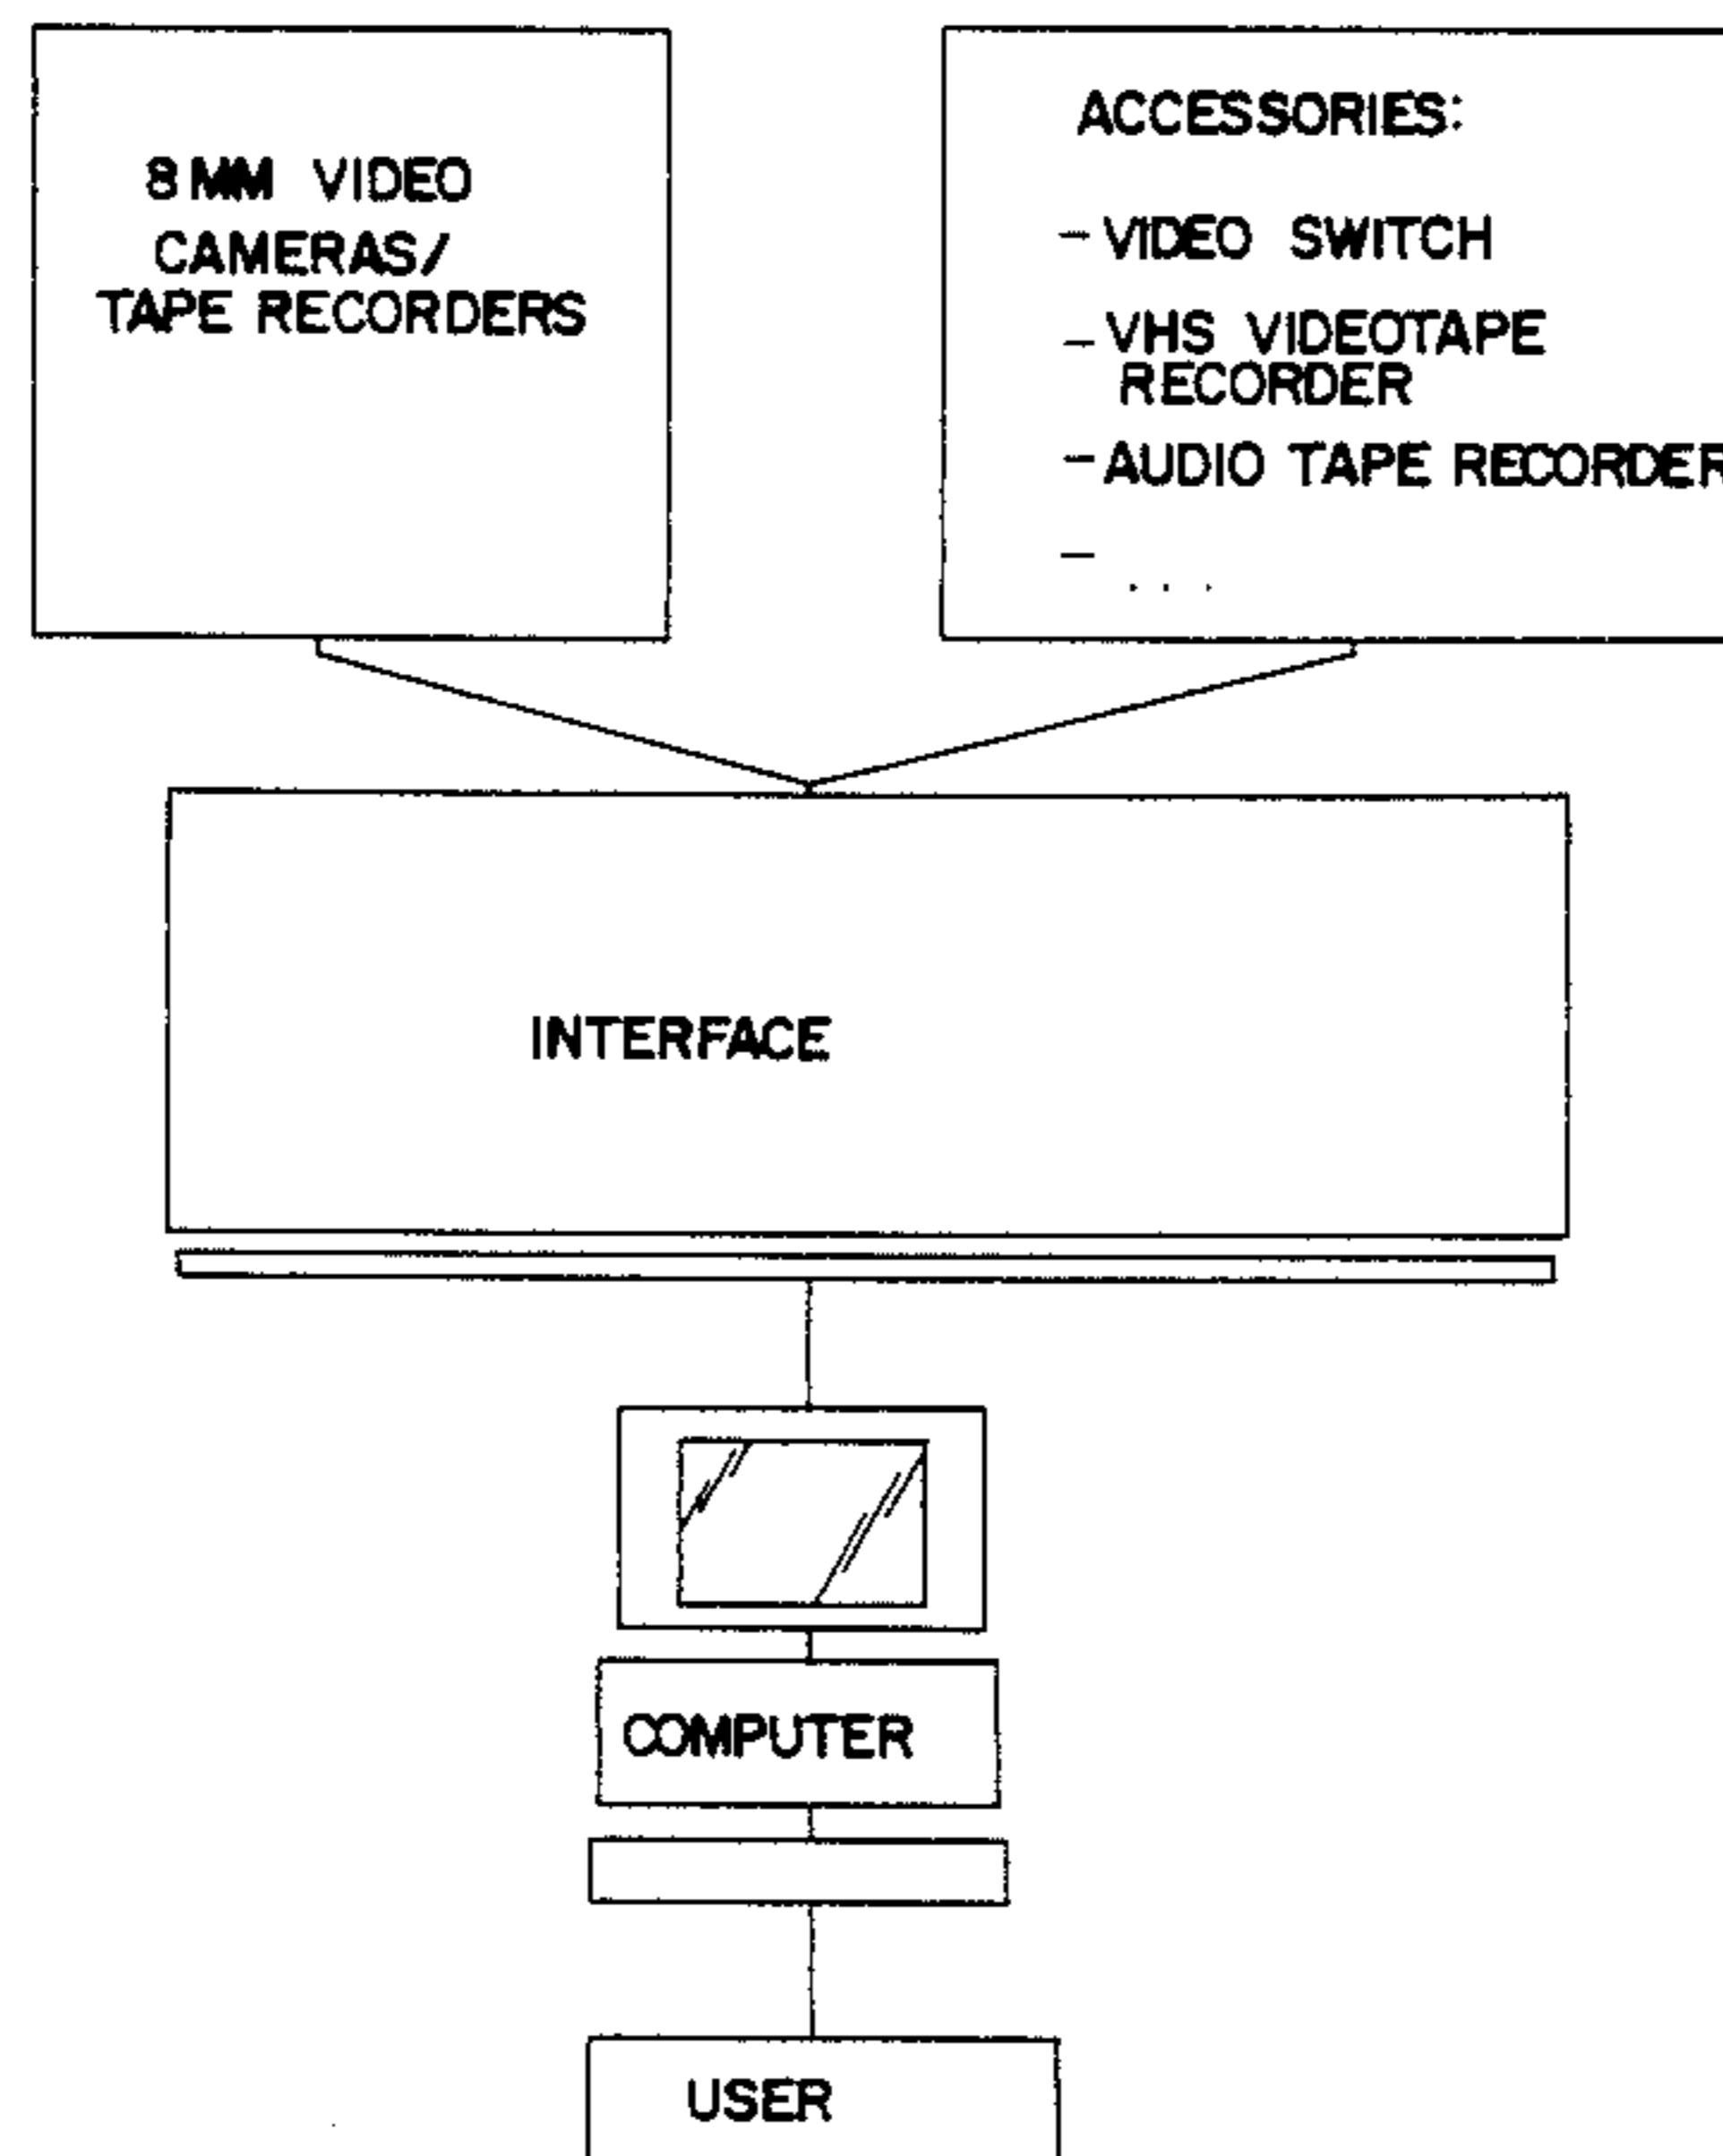 8MM VIDEO
CAMERAS/
TAPE RECORDERS
ACCESSORIES:
- VIDEO SWITCH
- VHS VIDEOTAPE
RECORDER
- AUDIO TAPE RECORDER
- ...
INTERFACE
COMPUTER
USER